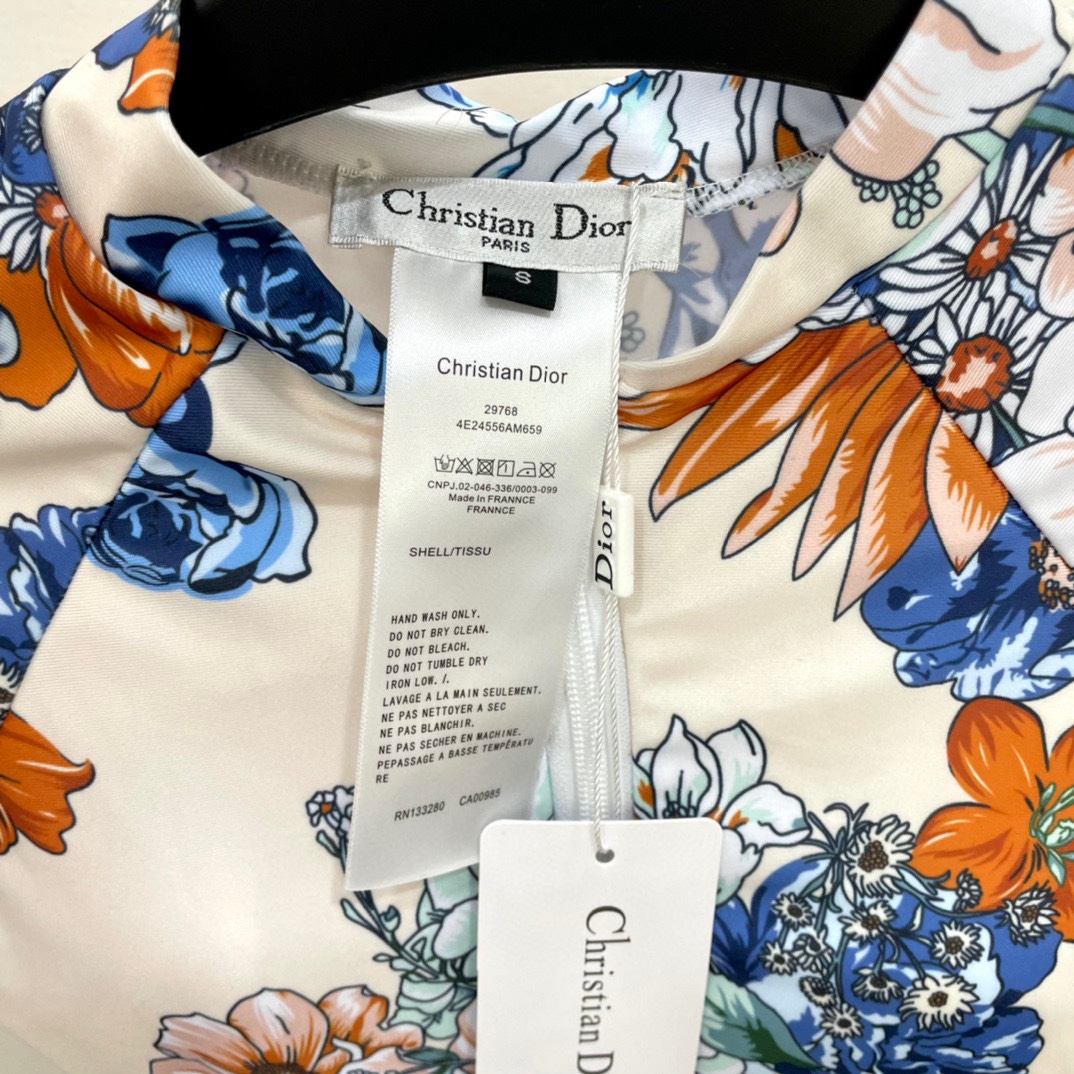 Christian Dior
PARIS
S
Christian Dior
29768
4E24556AM659
CNPJ.02-046-336/0003-099
Made In FRANNCE
FRANNCE
SHELL/TISSU
HAND WASH ONLY.
DO NOT BRY CLEAN.
DO NOT BLEACH.
DO NOT TUMBLE DRY
IRON LOW. /.
LAVAGE A LA MAIN SEULEMENT.
NE PAS NETTOYER A SEC
NE PAS BLANCHIR.
NE PAS SECHER EN MACHINE.
PEPASSAGE A BASSE TEMPÉRATU
RE
RN133280 CA00985
Dior
Christian D